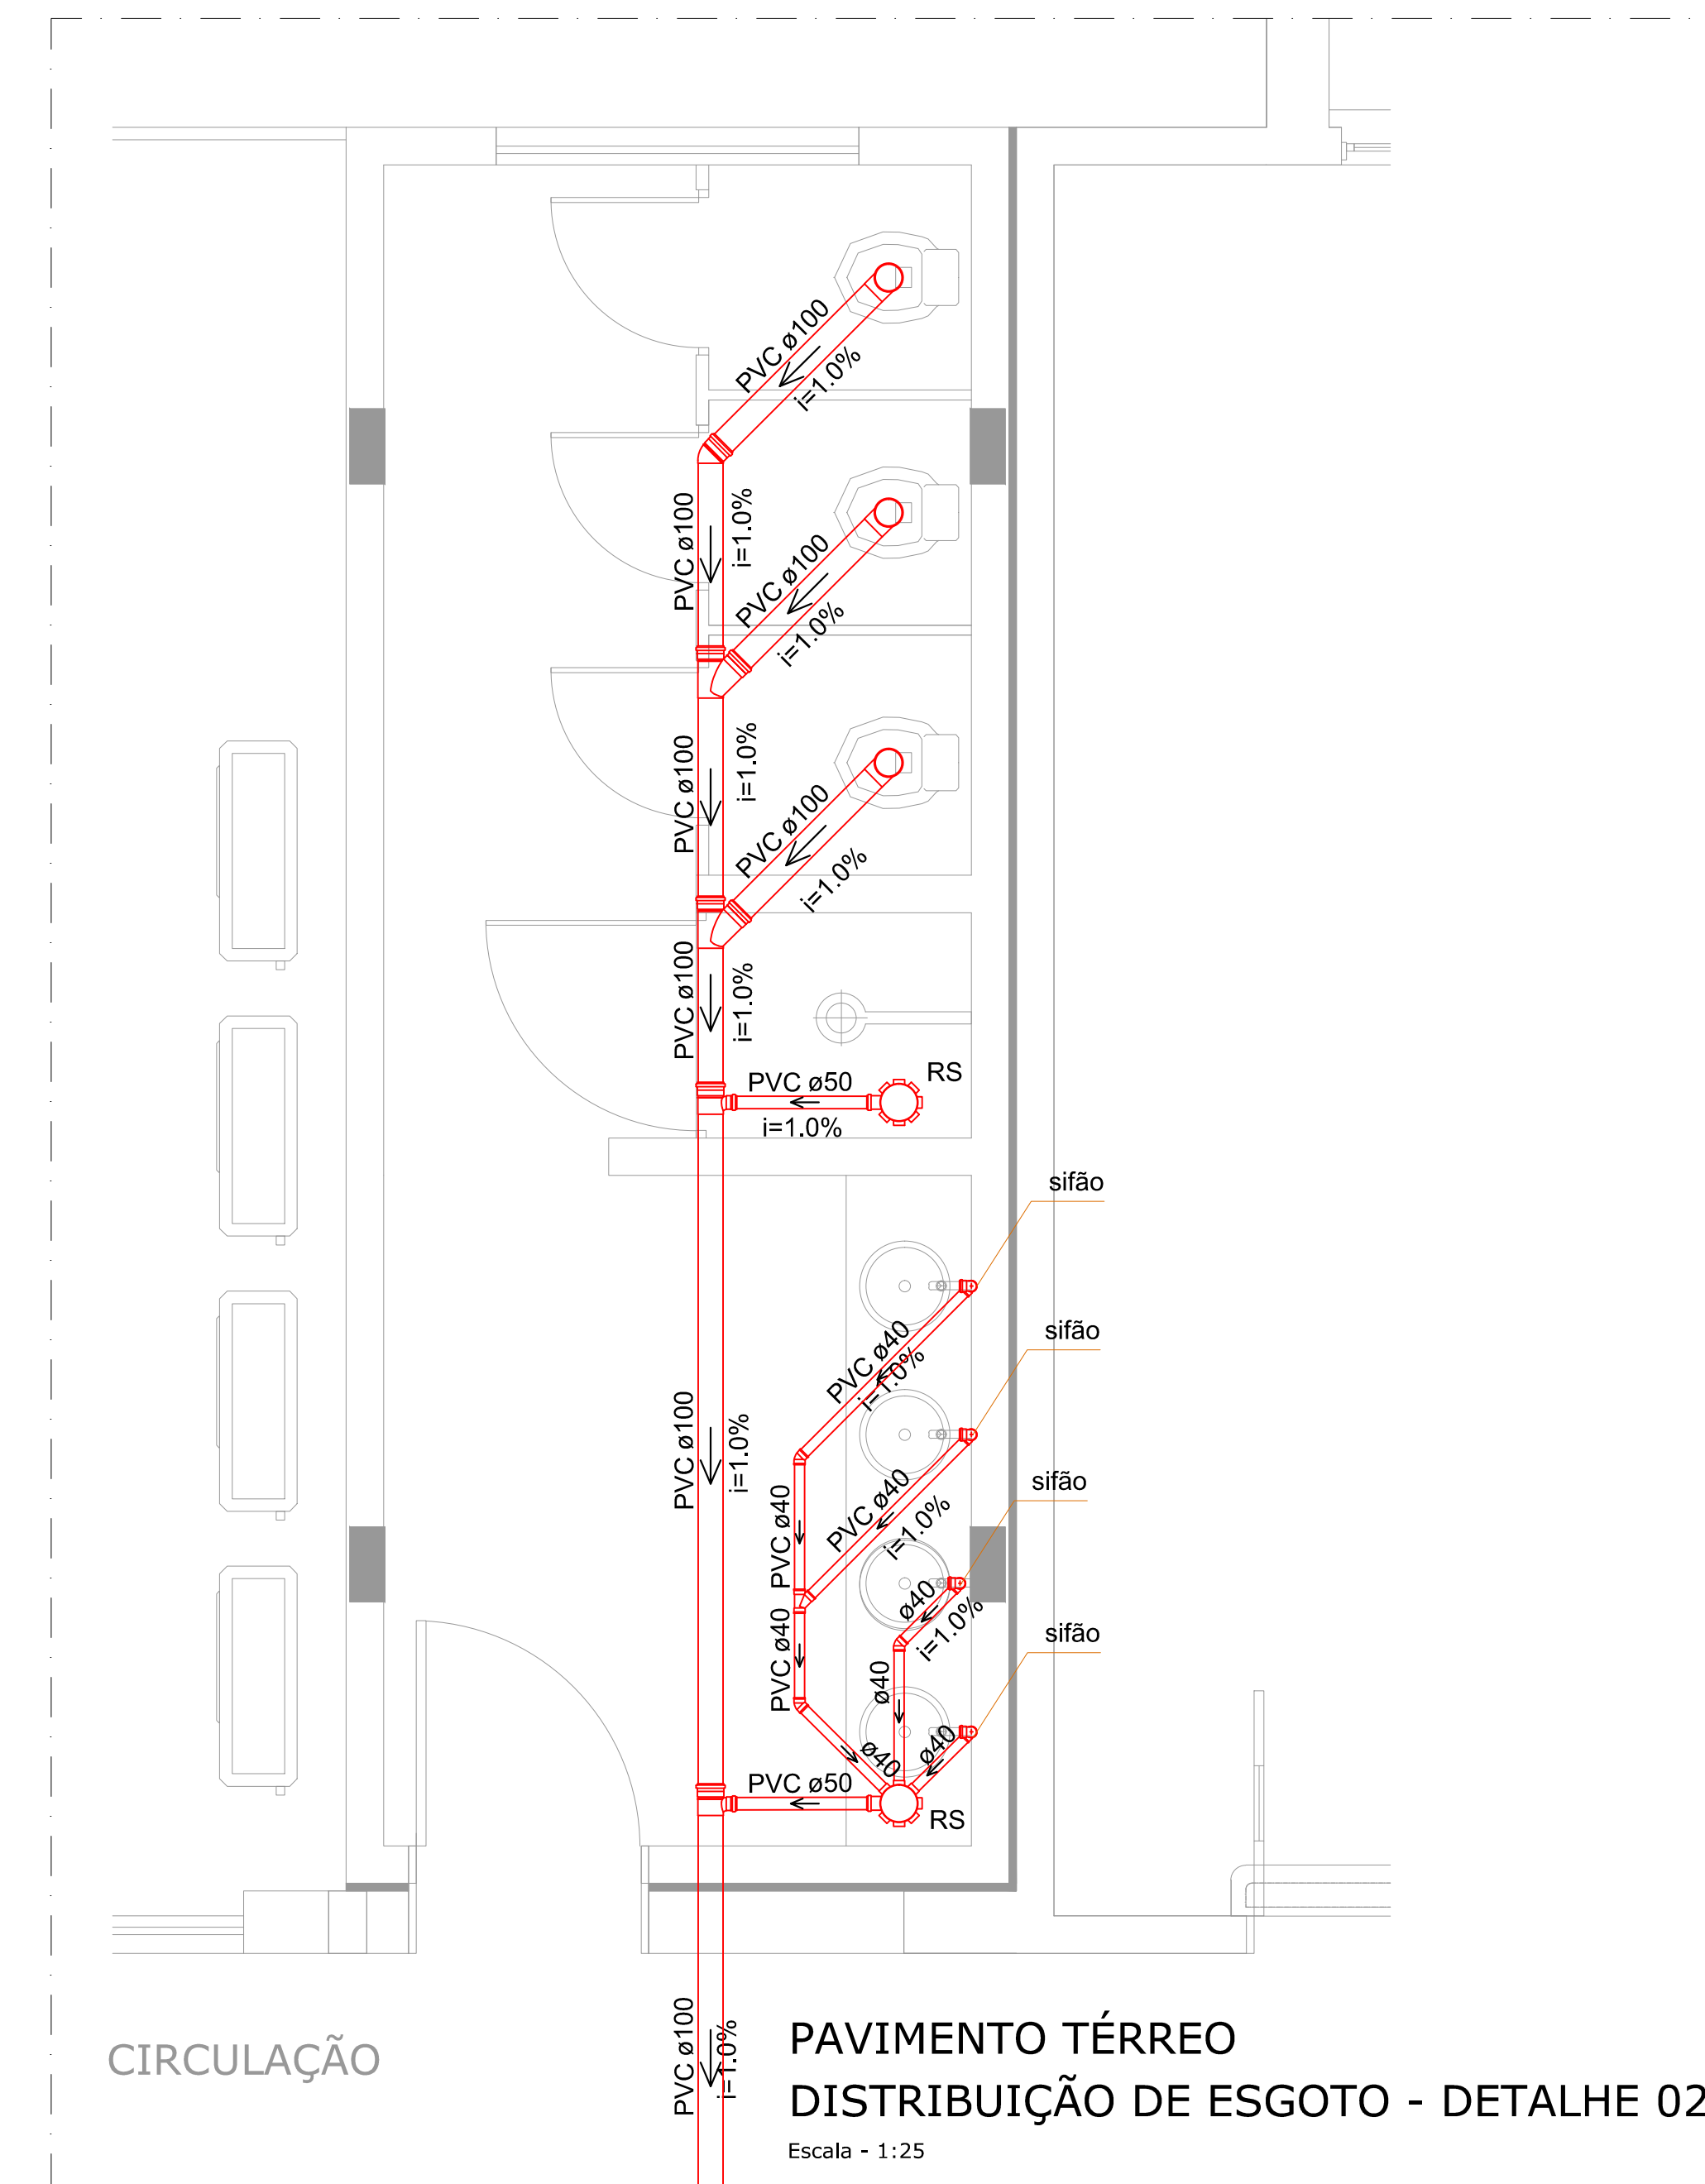 PVC ø100
i=1.0%
PVC ø100
i=1.0%
PVC ø100
i=1.0%
PVC ø100
i=1.0%
PVC ø100
i=1.0%
PVC ø100
i=1.0%
RS
PVC ø50
i=1.0%
sifão
sifão
PVC ø40
i=1.0%
PVC ø100
i=1.0%
sifão
PVC ø40
i=1.0%
PVC ø40
ø40
i=1.0%
sifão
PVC ø40
ø40
ø40
ø40
PVC ø50
RS
PVC ø100
i=1.0%
CIRCULAÇÃO
PAVIMENTO TÉRREO
DISTRIBUIÇÃO DE ESGOTO - DETALHE 02
Escala - 1:25